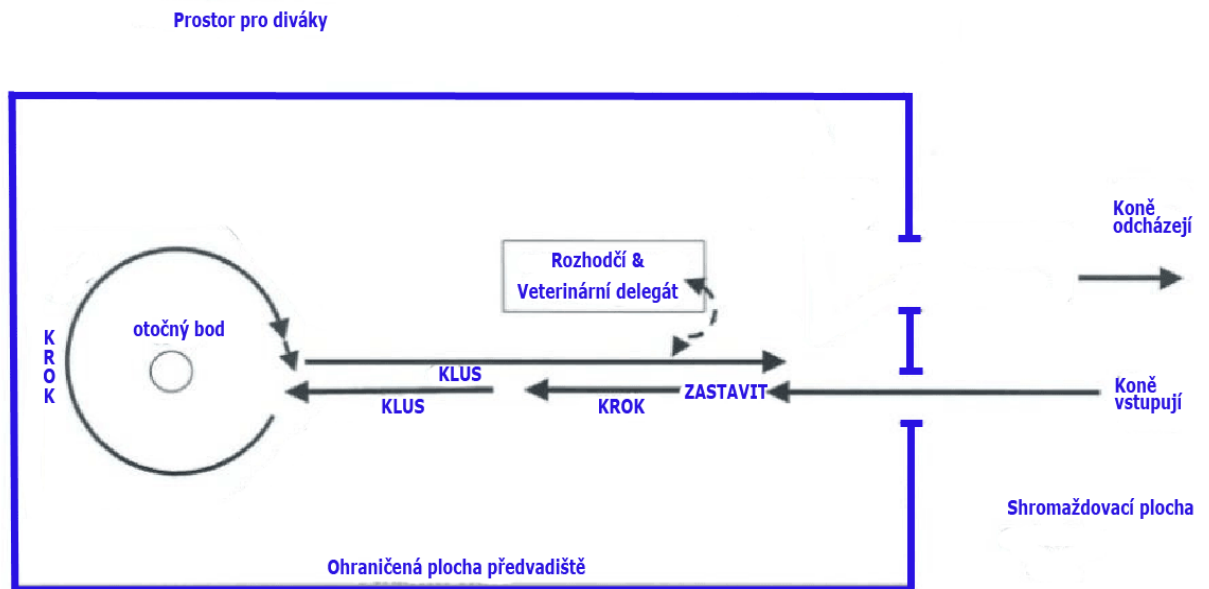 Prostor pro diváky
Koně
odcházejí
Rozhodčí &
Veterinární delegát
otočný bod
K
R
O
K
KLUS
KLUS
KROK
ZASTAVIT
Koně
vstupují
Shromaždovací plocha
Ohraničená plocha předvadiště